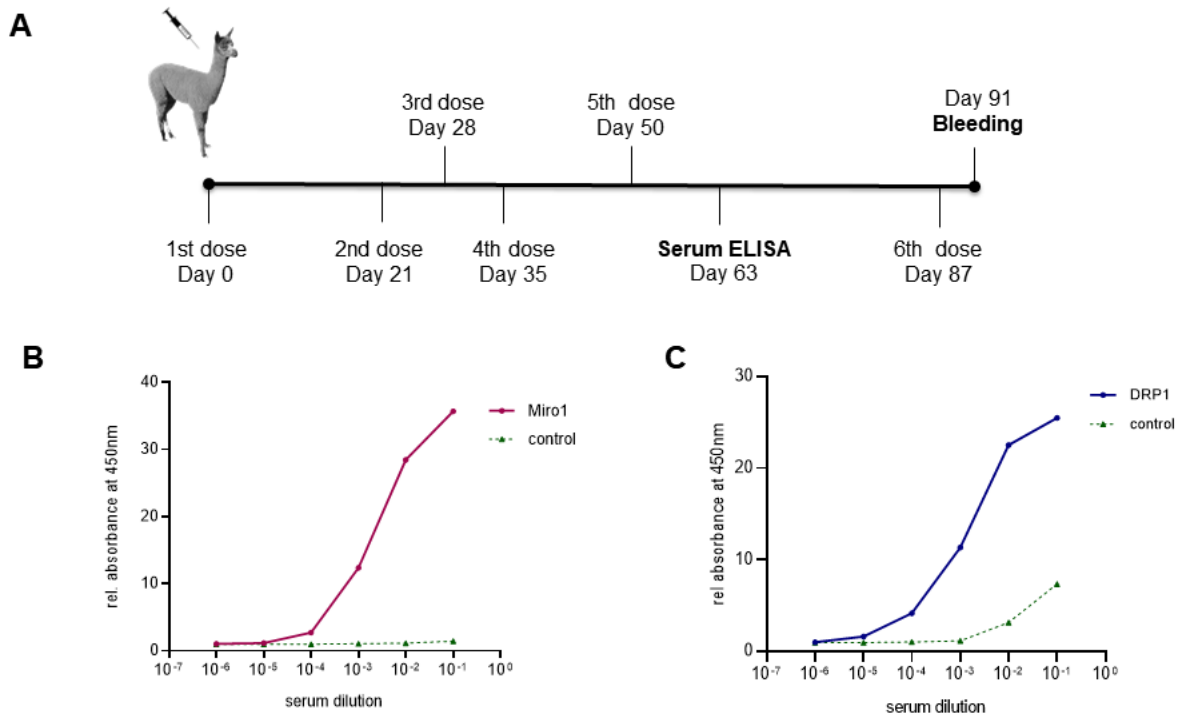 A
3rd dose
Day 28
5th dose
Day 50
Day 91
Bleeding
1st dose
Day 0
2nd dose
Day 21
4th dose
Day 35
Serum ELISA
Day 63
6th dose
Day 87
B
rel. absorbance at 450nm
40
30
20
10
0
10-7 10-6 10-5 10-4 10-3 10-2 10-1 100
serum dilution
Miro1
control
C
rel absorbance at 450nm
30
20
10
0
10-7 10-6 10-5 10-4 10-3 10-2 10-1 100
serum dilution
DRP1
control